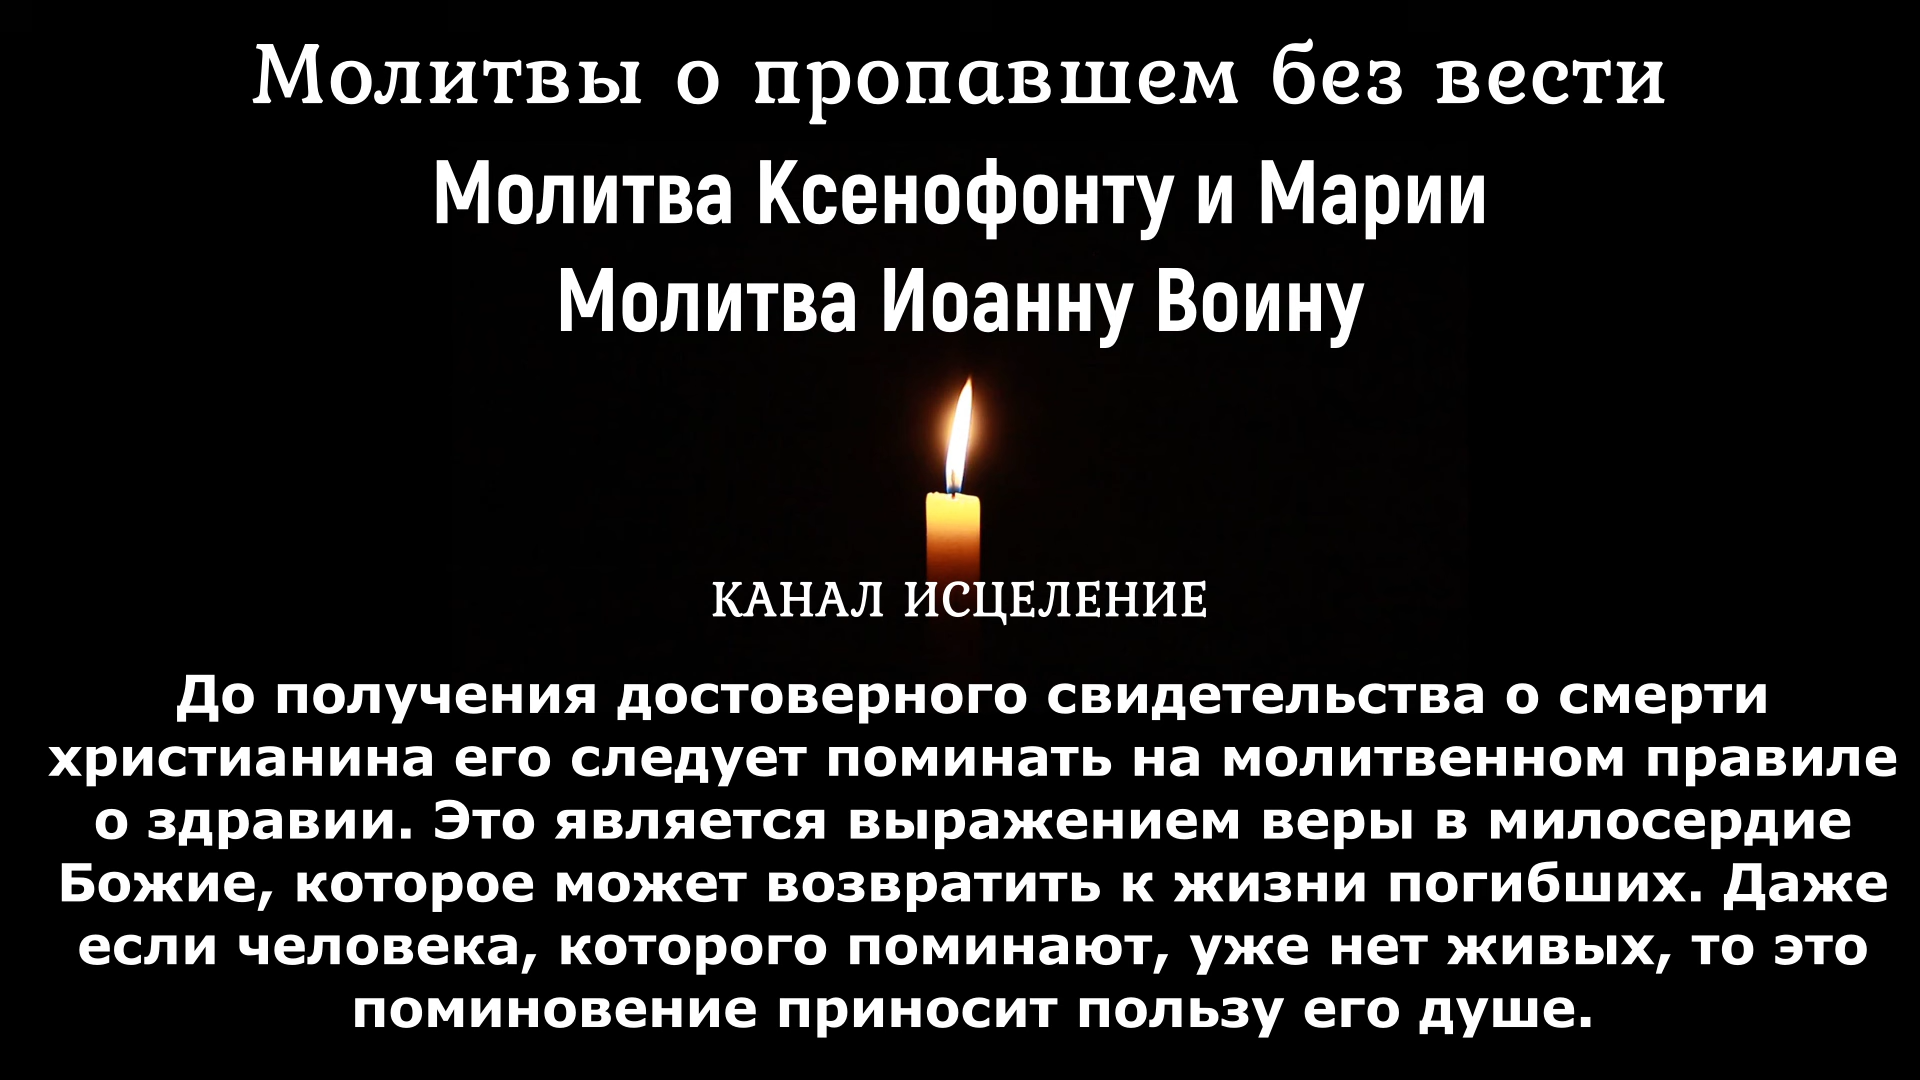 Молитвы о пропавшем без вести
Молитва Ксенофонту и Марии
Молитва Иоанну Воину
КАНАЛ ИСЦЕЛЕНИЕ
До получения достоверного свидетельства о смерти
христианина его следует поминать на молитвенном правиле
о здравии. Это является выражением веры в милосердие
Божие, которое может возвратить к жизни погибших. Даже
если человека, которого поминают, уже нет живых, то это
поминовение приносит пользу его душе.